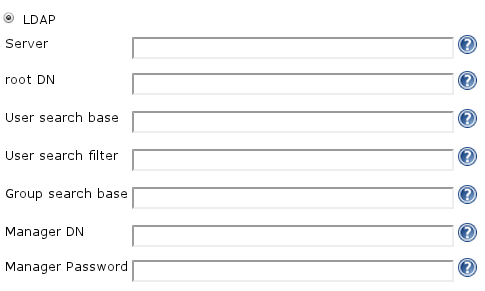 LDAP
Server
root DN
User search base
User search filter
Group search base
Manager DN
Manager Password